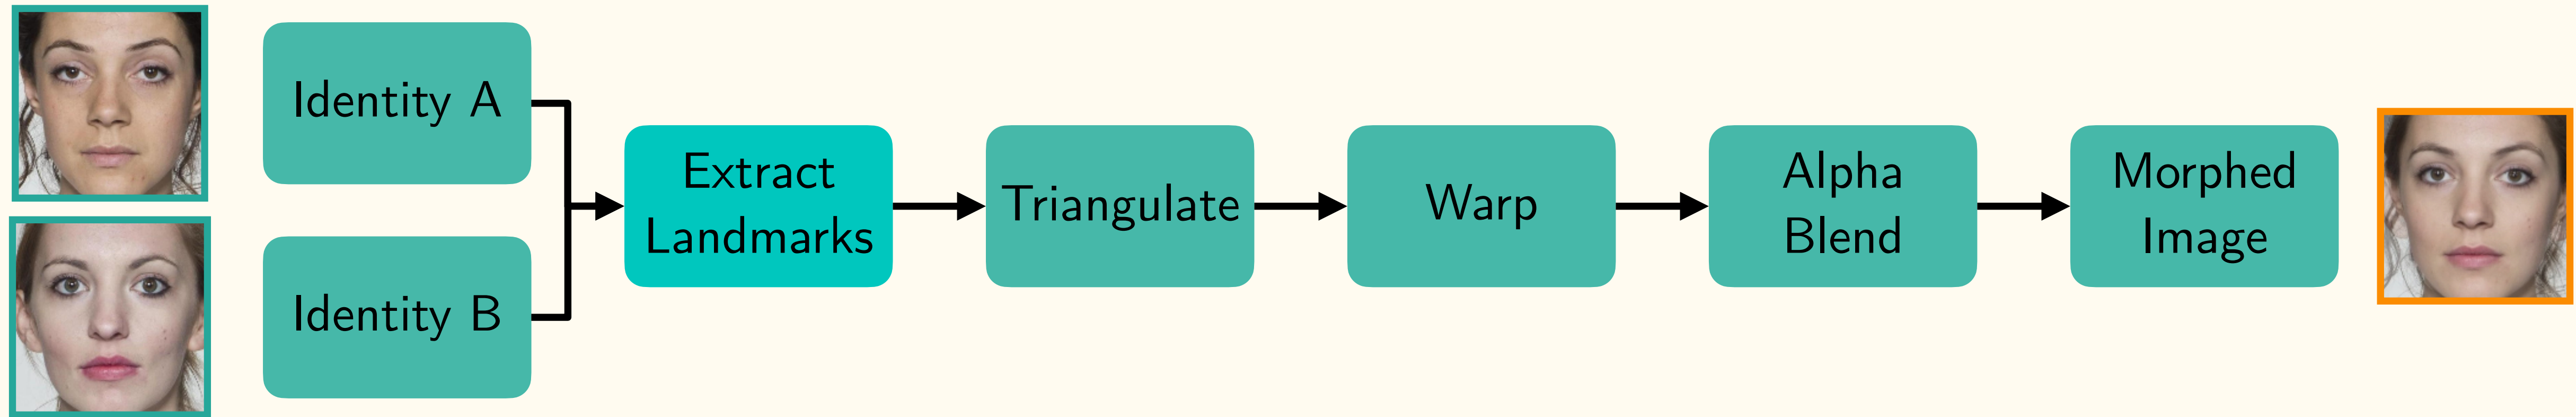 Identity A
Identity B
Extract
Landmarks
Triangulate
Warp
Alpha
Blend
Morphed
Image